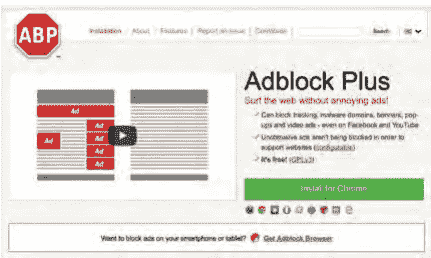 ABP
Installation | About | Features | Report an issue | Contribute | Search
Adblock Plus
Surf the web without annoying ads!
Ad
Ad
Ad
Ad
Ad
Ad
✓ Can block tracking, malware domains, banners, pop-
ups and video ads - even on Facebook and YouTube
✓ Unobtrusive ads aren't being blocked in order to
support websites (configurable)
✓ It's free! (GPLv3)
Install for Chrome
Want to block ads on your smartphone or tablet? Get Adblock Browser